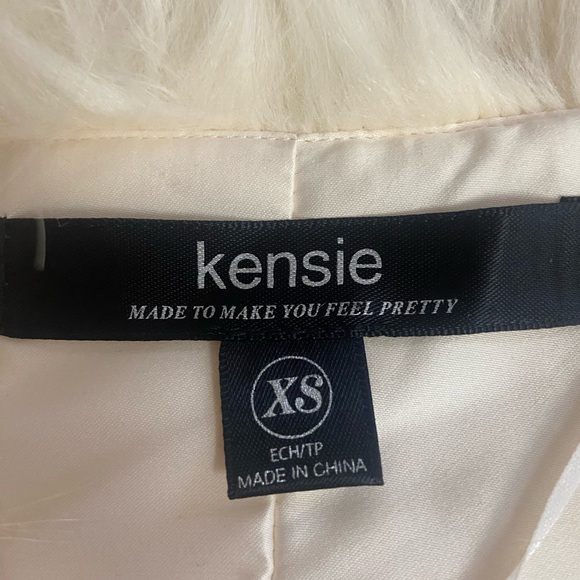 kensie
MADE TO MAKE YOU FEEL PRETTY
XS
ECH/TP
MADE IN CHINA